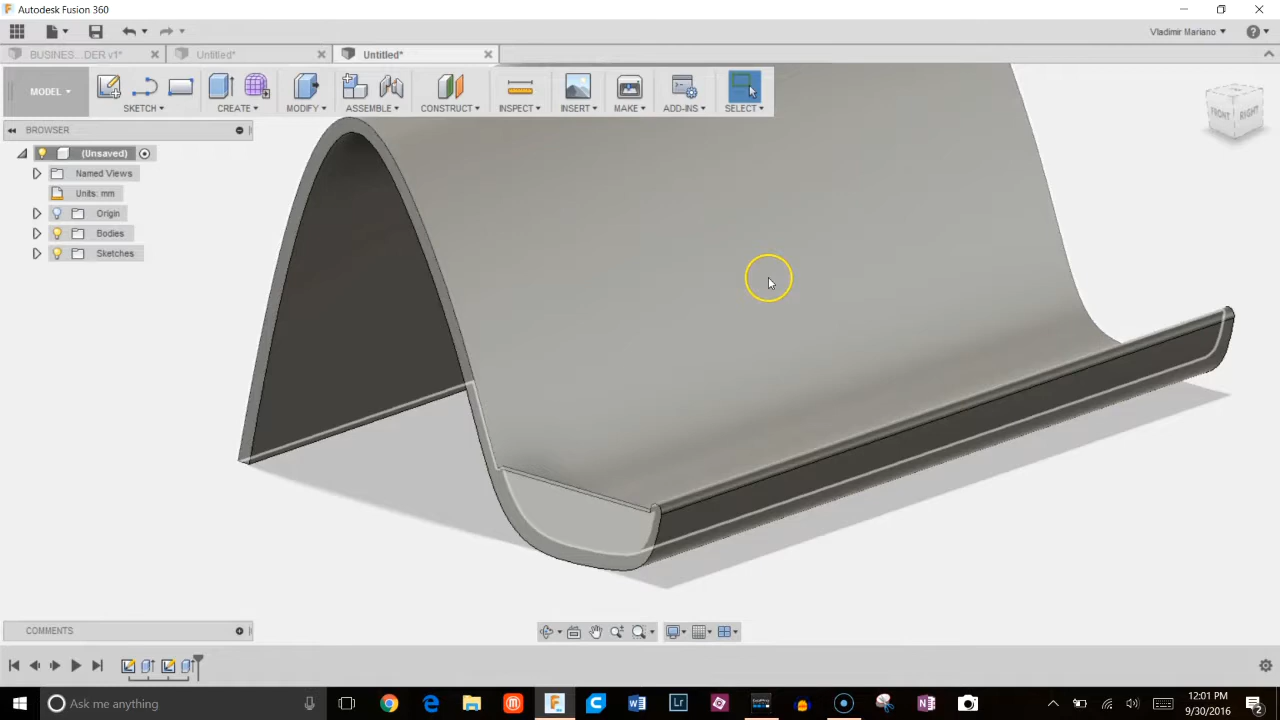 Autodesk Fusion 360
Vladimir Mariano
BUSINES...DER v1*
Untitled*
Untitled*
MODEL
SKETCH
CREATE
MODIFY
ASSEMBLE
CONSTRUCT
INSPECT
INSERT
MAKE
ADD-INS
SELECT
FRONT
RIGHT
BROWSER
(Unsaved)
Named Views
Units: mm
Origin
Bodies
Sketches
COMMENTS
Ask me anything
12:01 PM
9/30/2016